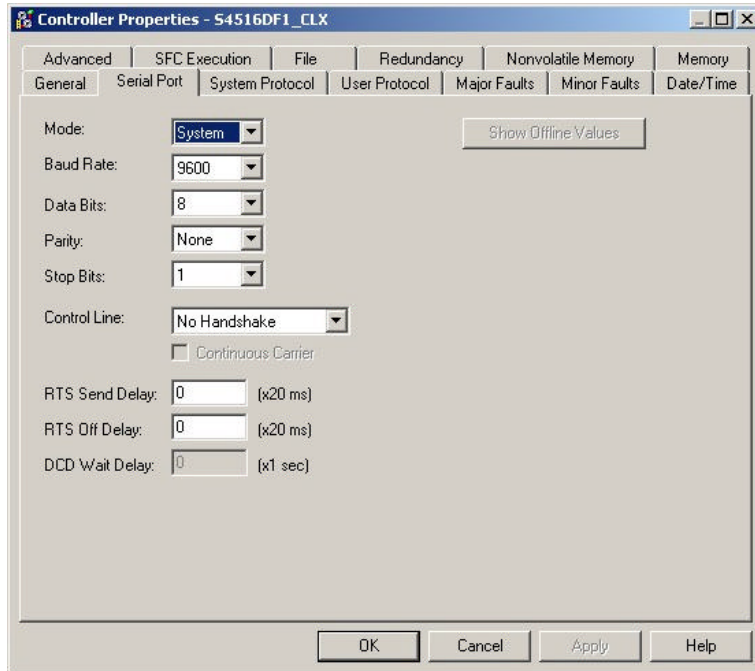 Controller Properties - S4516DF1_CLX
Advanced SFC Execution File Redundancy Nonvolatile Memory Memory
General Serial Port System Protocol User Protocol Major Faults Minor Faults Date/Time
Mode: System Show Offline Values
Baud Rate: 9600
Data Bits: 8
Parity: None
Stop Bits: 1
Control Line: No Handshake
Continuous Carrier
RTS Send Delay: 0 (x20 ms)
RTS Off Delay: 0 (x20 ms)
DCD Wait Delay: 0 (x1 sec)
OK Cancel Apply Help